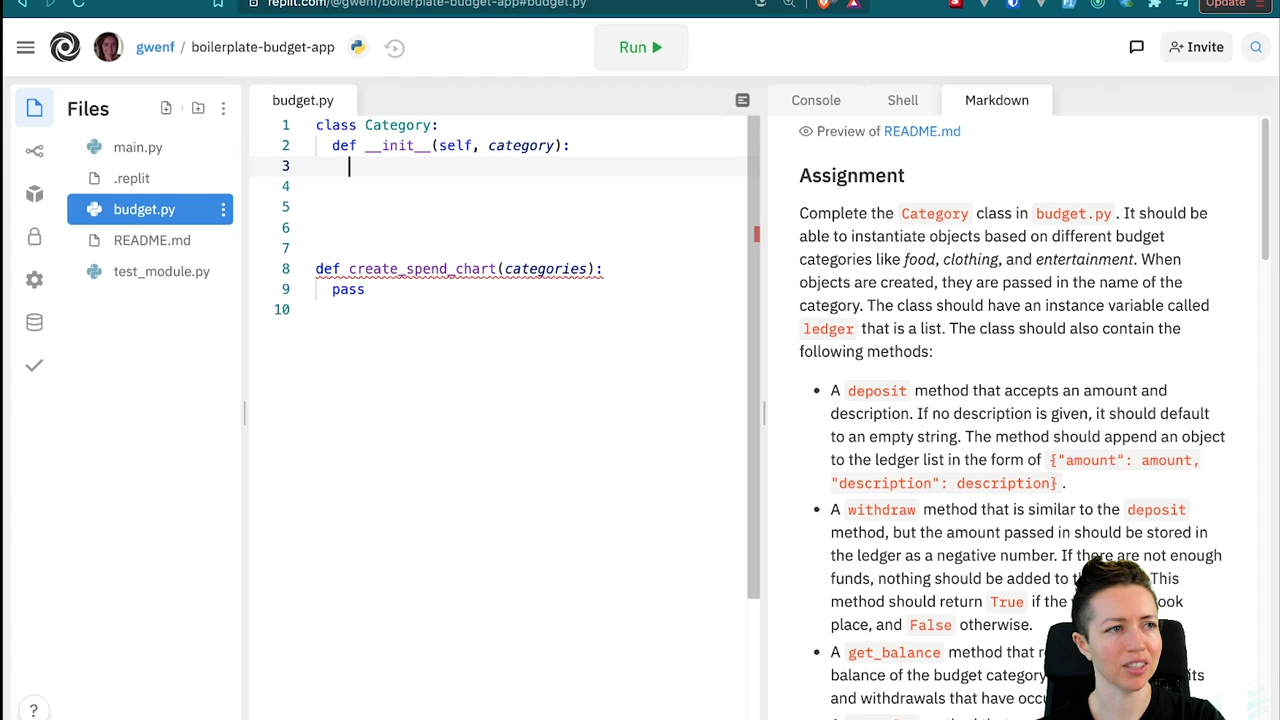 replit.com/@gwenf/boilerplate-budget-app#budget.py
Update
gwenf / boilerplate-budget-app
Run
Invite
Files
main.py
.replit
budget.py
README.md
test_module.py
?
budget.py
1 class Category:
2 def __init__(self, category):
3
4
5
6
7
8 def create_spend_chart(categories):
9 pass
10
Console Shell Markdown
Preview of README.md
Assignment
Complete the Category class in budget.py. It should be
able to instantiate objects based on different budget
categories like food, clothing, and entertainment. When
objects are created, they are passed in the name of the
category. The class should have an instance variable called
ledger that is a list. The class should also contain the
following methods:
• A deposit method that accepts an amount and
description. If no description is given, it should default
to an empty string. The method should append an object
to the ledger list in the form of {"amount": amount,
"description": description}.
• A withdraw method that is similar to the deposit
method, but the amount passed in should be stored in
the ledger as a negative number. If there are not enough
funds, nothing should be added to This
method should return True if the ook
place, and False otherwise.
• A get_balance method that
balance of the budget category its
and withdrawals that have